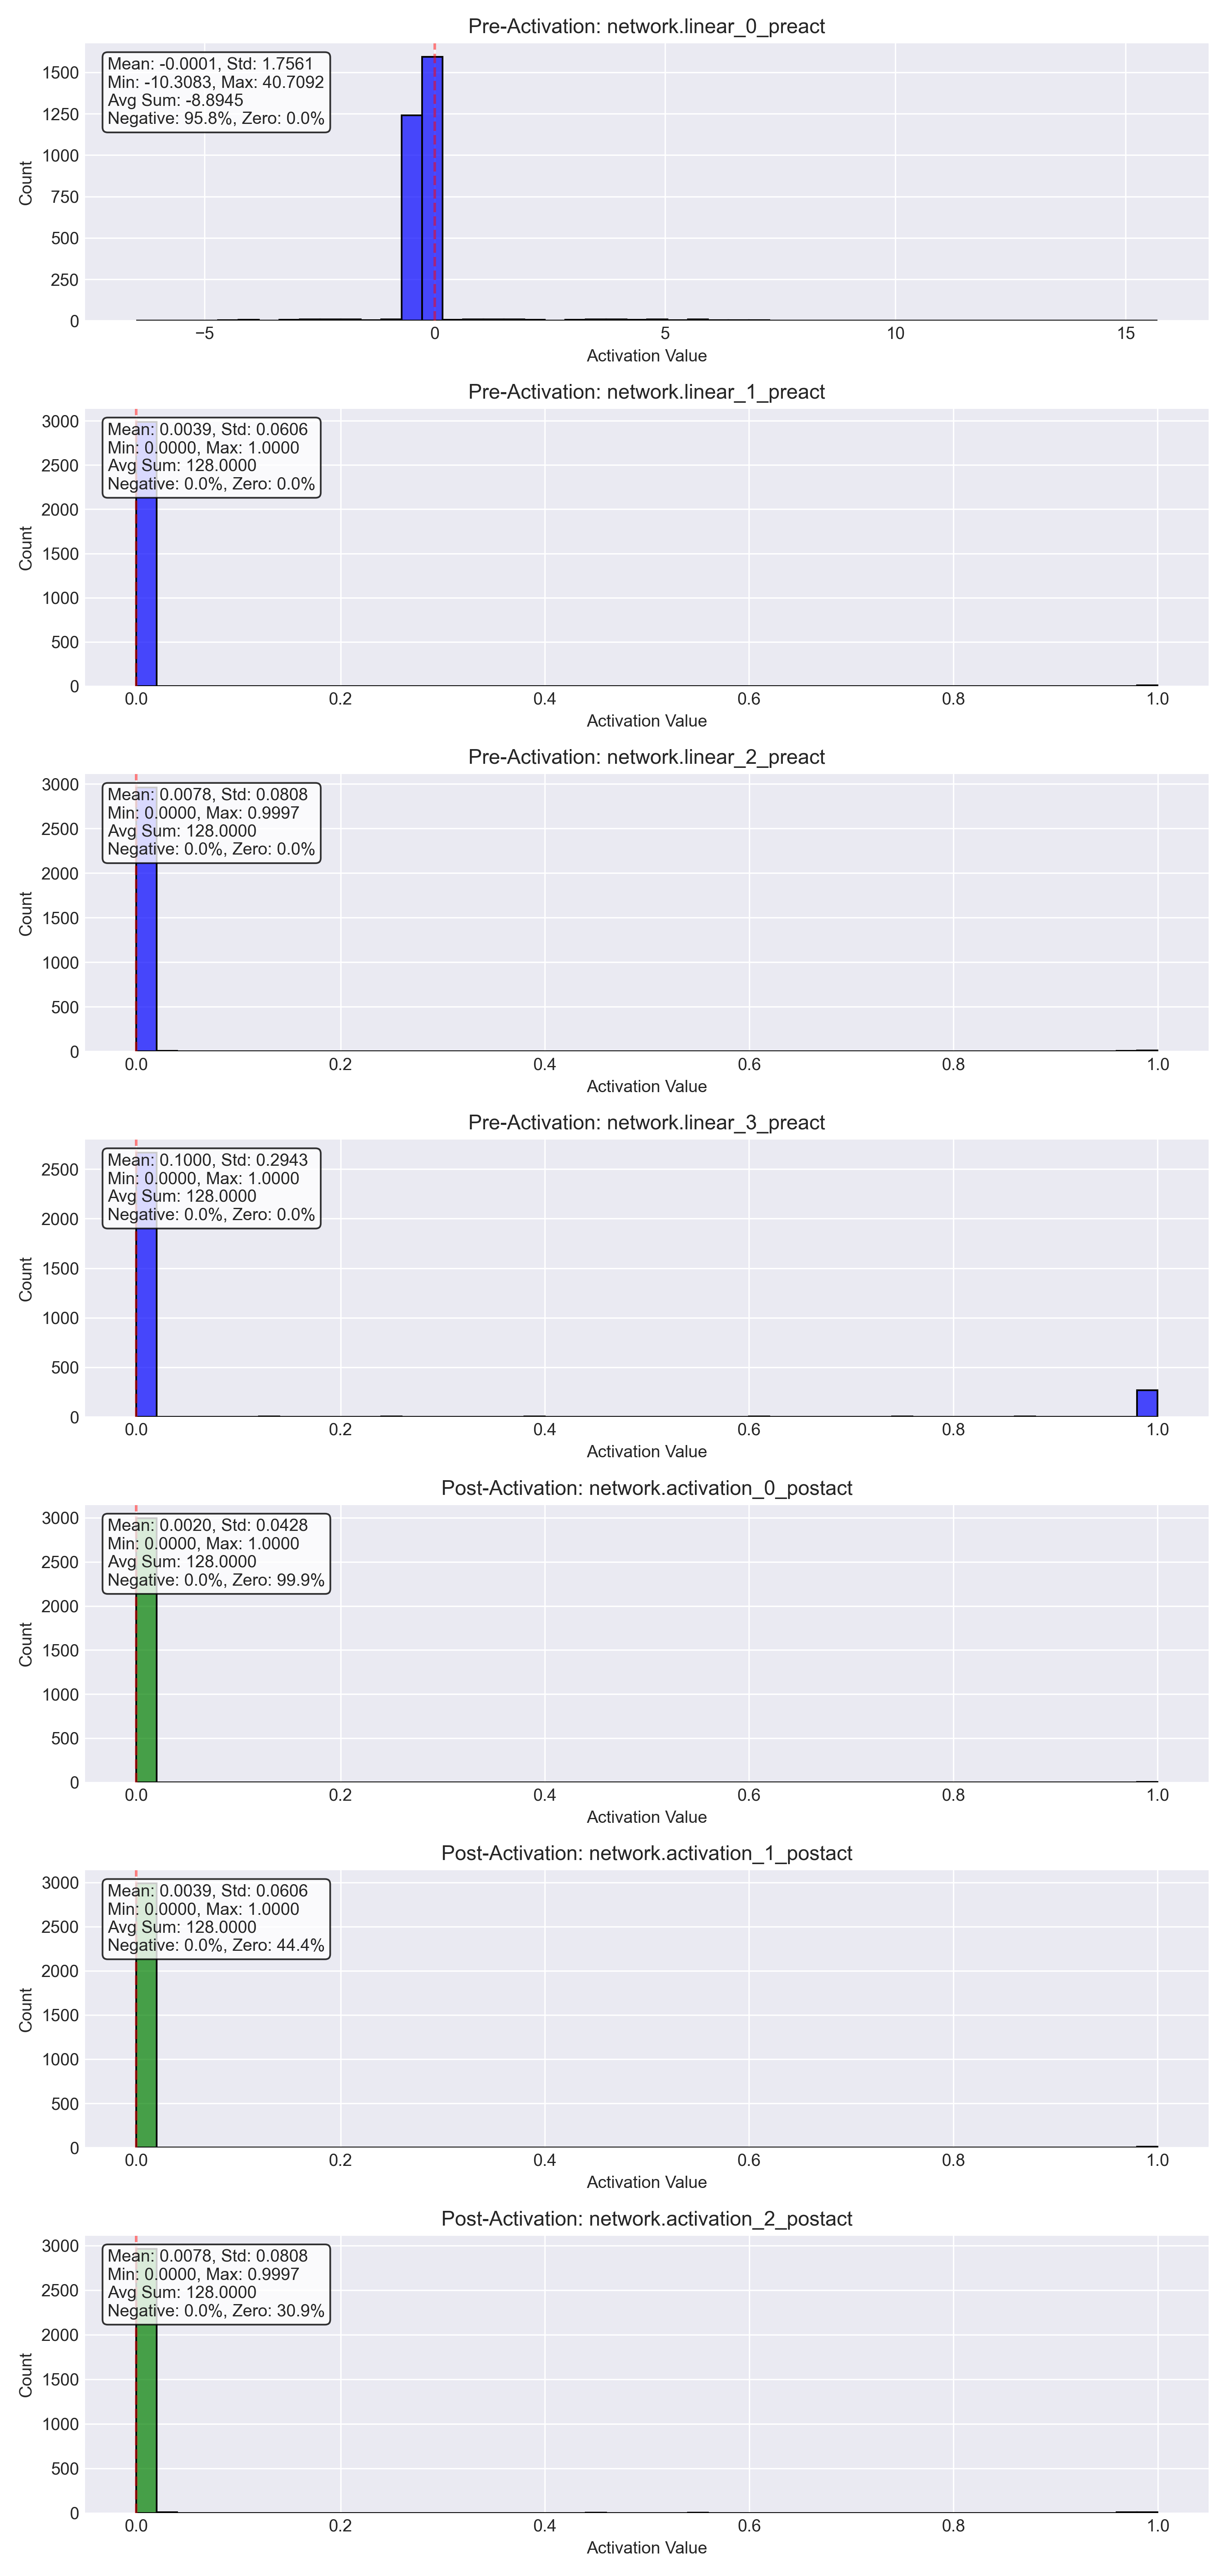 Pre-Activation: network.linear_0_preact
Mean: -0.0001, Std: 1.7561
Min: -10.3083, Max: 40.7092
Avg Sum: -8.8945
Negative: 95.8%, Zero: 0.0%
1500
1250
1000
750
500
250
0
Count
−5 0 5 10 15
Activation Value
Pre-Activation: network.linear_1_preact
Mean: 0.0039, Std: 0.0606
Min: 0.0000, Max: 1.0000
Avg Sum: 128.0000
Negative: 0.0%, Zero: 0.0%
3000
2500
2000
1500
1000
500
0
Count
0.0 0.2 0.4 0.6 0.8 1.0
Activation Value
Pre-Activation: network.linear_2_preact
Mean: 0.0078, Std: 0.0808
Min: 0.0000, Max: 0.9997
Avg Sum: 128.0000
Negative: 0.0%, Zero: 0.0%
3000
2500
2000
1500
1000
500
0
Count
0.0 0.2 0.4 0.6 0.8 1.0
Activation Value
Pre-Activation: network.linear_3_preact
Mean: 0.1000, Std: 0.2943
Min: 0.0000, Max: 1.0000
Avg Sum: 128.0000
Negative: 0.0%, Zero: 0.0%
2500
2000
1500
1000
500
0
Count
0.0 0.2 0.4 0.6 0.8 1.0
Activation Value
Post-Activation: network.activation_0_postact
Mean: 0.0020, Std: 0.0428
Min: 0.0000, Max: 1.0000
Avg Sum: 128.0000
Negative: 0.0%, Zero: 99.9%
3000
2500
2000
1500
1000
500
0
Count
0.0 0.2 0.4 0.6 0.8 1.0
Activation Value
Post-Activation: network.activation_1_postact
Mean: 0.0039, Std: 0.0606
Min: 0.0000, Max: 1.0000
Avg Sum: 128.0000
Negative: 0.0%, Zero: 44.4%
3000
2500
2000
1500
1000
500
0
Count
0.0 0.2 0.4 0.6 0.8 1.0
Activation Value
Post-Activation: network.activation_2_postact
Mean: 0.0078, Std: 0.0808
Min: 0.0000, Max: 0.9997
Avg Sum: 128.0000
Negative: 0.0%, Zero: 30.9%
3000
2500
2000
1500
1000
500
0
Count
0.0 0.2 0.4 0.6 0.8 1.0
Activation Value